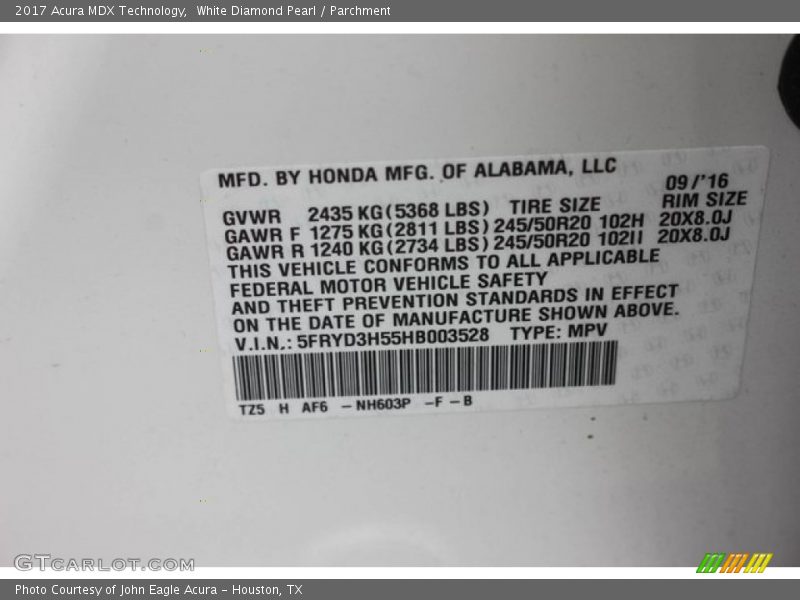 2017 Acura MDX Technology,  White Diamond Pearl / Parchment
MFD. BY HONDA MFG. OF ALABAMA, LLC
09/'16
GVWR 2435 KG (5368 LBS) TIRE SIZE RIM SIZE
GAWR F 1275 KG (2811 LBS) 245/50R20 102H 20X8.0J
GAWR R 1240 KG (2734 LBS) 245/50R20 102H 20X8.0J
THIS VEHICLE CONFORMS TO ALL APPLICABLE
FEDERAL MOTOR VEHICLE SAFETY
AND THEFT PREVENTION STANDARDS IN EFFECT
ON THE DATE OF MANUFACTURE SHOWN ABOVE.
V.I.N.: 5FRYD3H55HB003528 TYPE: MPV
TZ5 H AF6 -NH603P -F-B
GTCARLOT.COM
Photo Courtesy of John Eagle Acura - Houston, TX